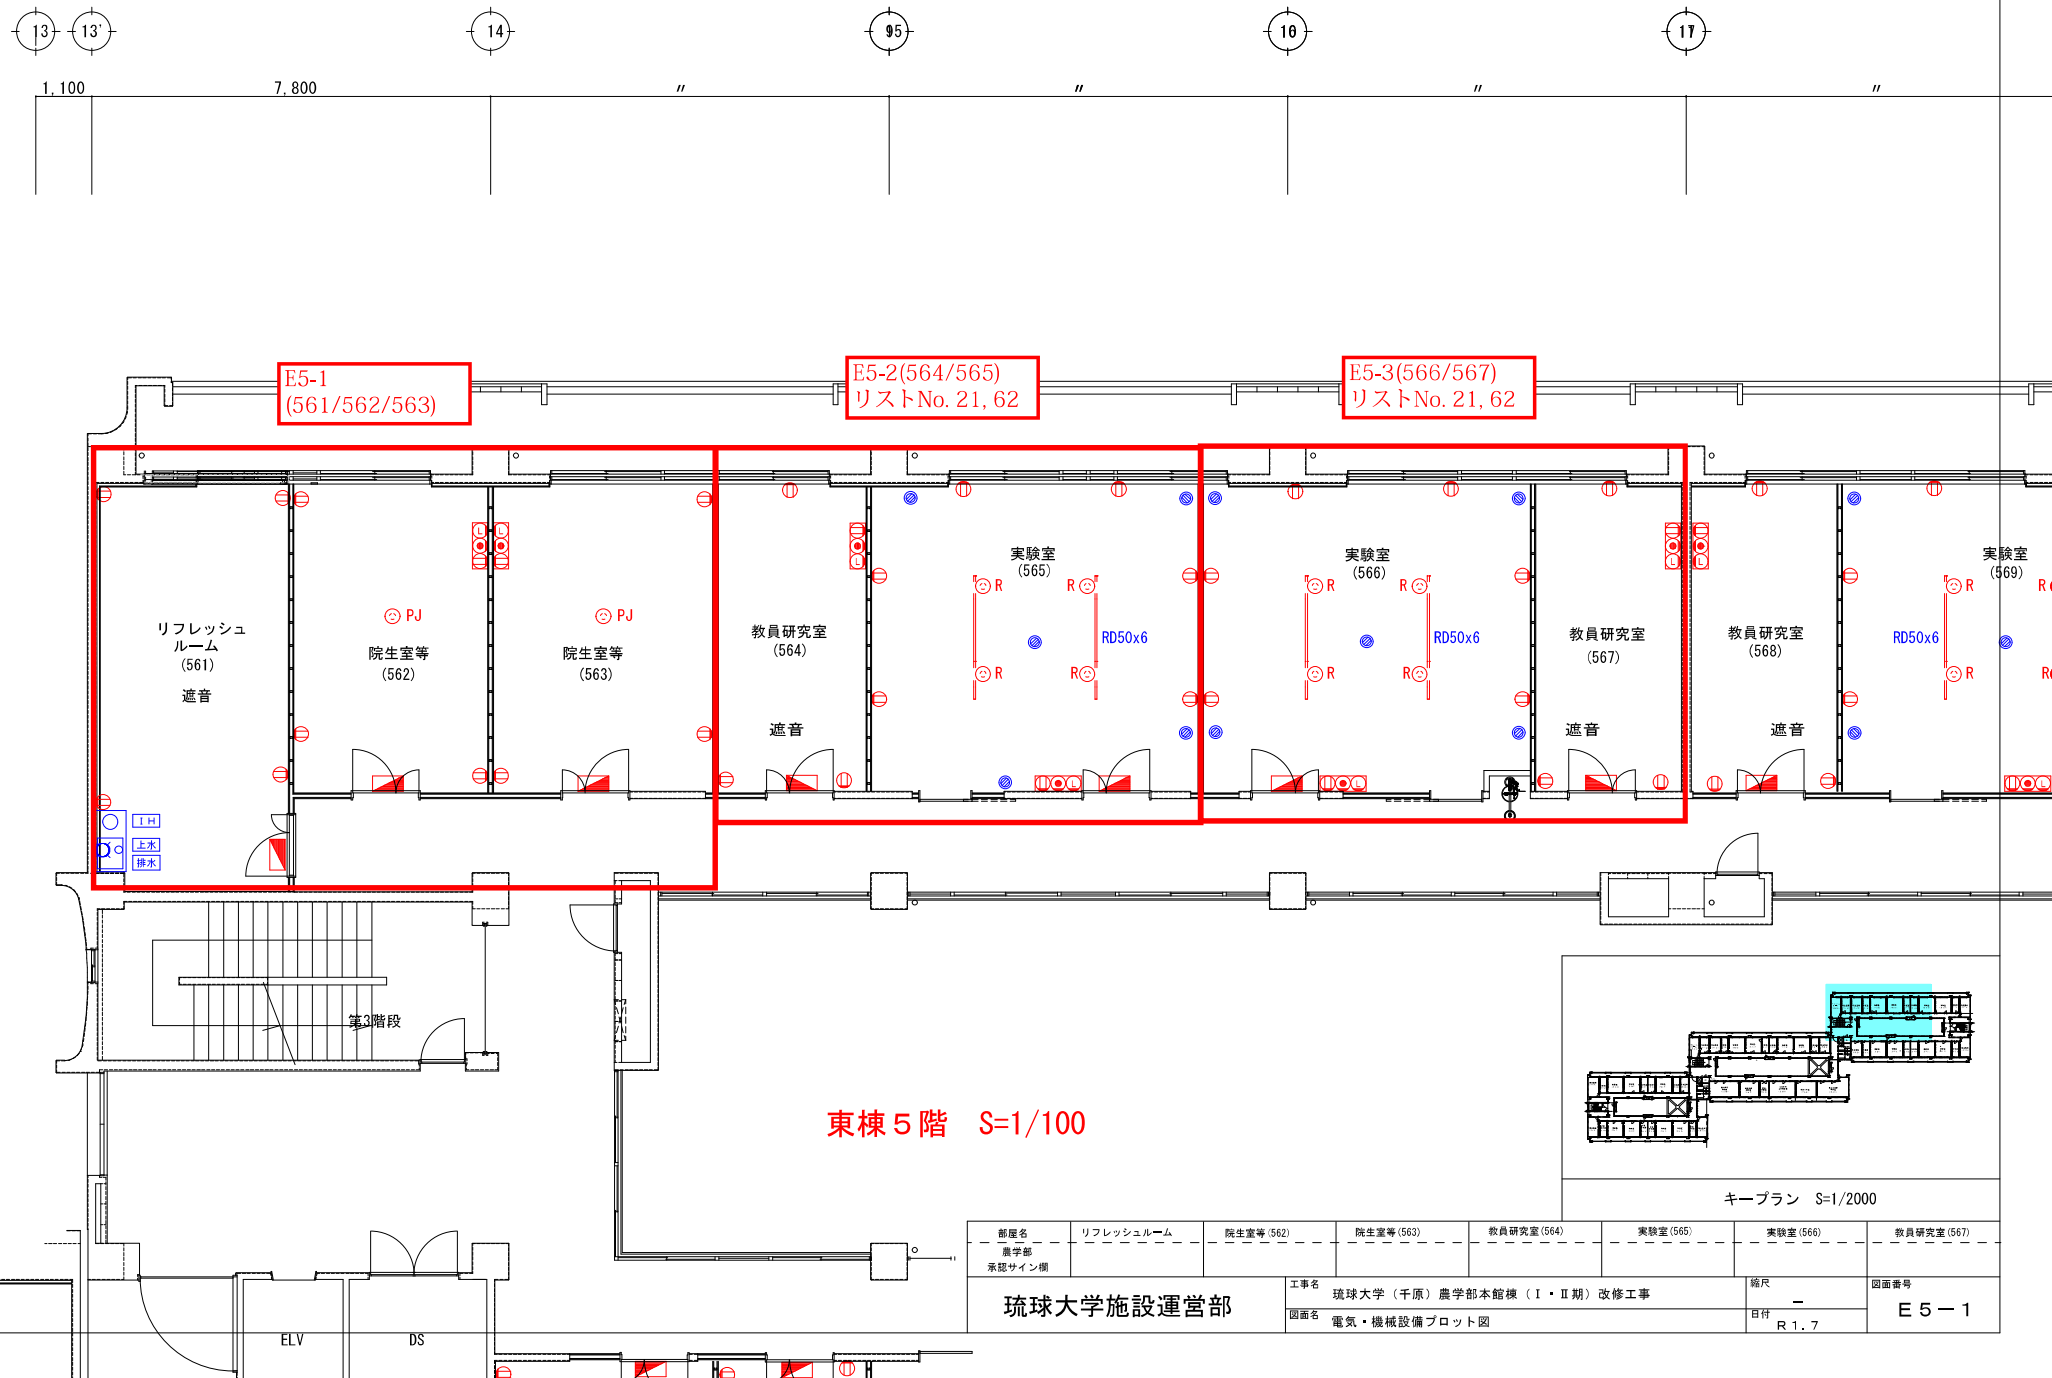 13
13'
14
17
1,100
7,800
〃
〃
〃
〃
E5-1
(561/562/563)
E5-2(564/565)
リストNo.21,62
E5-3(566/567)
リストNo.21,62
リフレッシュ
ルーム
(561)
遮音
PJ
院生室等
(562)
PJ
院生室等
(563)
教員研究室
(564)
遮音
実験室
(565)
R
R
R
R
RD50x6
実験室
(566)
R
R
R
R
RD50x6
教員研究室
(567)
遮音
教員研究室
(568)
遮音
実験室
(569)
R
R
R
R
RD50x6
L
L
L
L
L
L
L
L
IH
上水
排水
第3階段
ELV
DS
東棟5階 S=1/100
キープラン S=1/2000
部屋名 リフレッシュルーム 院生室等(562) 院生室等(563) 教員研究室(564) 実験室(565) 実験室(566) 教員研究室(567)
農学部
承認サイン欄
琉球大学施設運営部
工事名 琉球大学（千原）農学部本館棟（Ⅰ・Ⅱ期）改修工事
図面名 電気・機械設備プロット図
縮尺 －
日付 R1.7
図面番号
E5－1